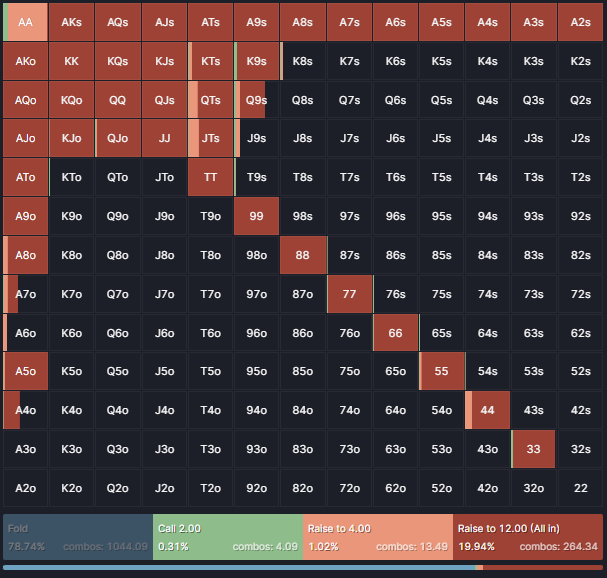 AA AKs AQs AJs ATs A9s A8s A7s A6s A5s A4s A3s A2s
AKo KK KQs KJs KTs K9s K8s K7s K6s K5s K4s K3s K2s
AQo KQo QQ QJs QTs Q9s Q8s Q7s Q6s Q5s Q4s Q3s Q2s
AJo KJo QJo JJ JTs J9s J8s J7s J6s J5s J4s J3s J2s
ATo KTo QTo JTo TT T9s T8s T7s T6s T5s T4s T3s T2s
A9o K9o Q9o J9o T9o 99 98s 97s 96s 95s 94s 93s 92s
A8o K8o Q8o J8o T8o 98o 88 87s 86s 85s 84s 83s 82s
A7o K7o Q7o J7o T7o 97o 87o 77 76s 75s 74s 73s 72s
A6o K6o Q6o J6o T6o 96o 86o 76o 66 65s 64s 63s 62s
A5o K5o Q5o J5o T5o 95o 85o 75o 65o 55 54s 53s 52s
A4o K4o Q4o J4o T4o 94o 84o 74o 64o 54o 44 43s 42s
A3o K3o Q3o J3o T3o 93o 83o 73o 63o 53o 43o 33 32s
A2o K2o Q2o J2o T2o 92o 82o 72o 62o 52o 42o 32o 22
Fold Call 2.00 Raise to 4.00 Raise to 12.00 (All in)
78.74% combos: 1044.09 0.31% combos: 4.09 1.02% combos: 13.49 19.94% combos: 264.34